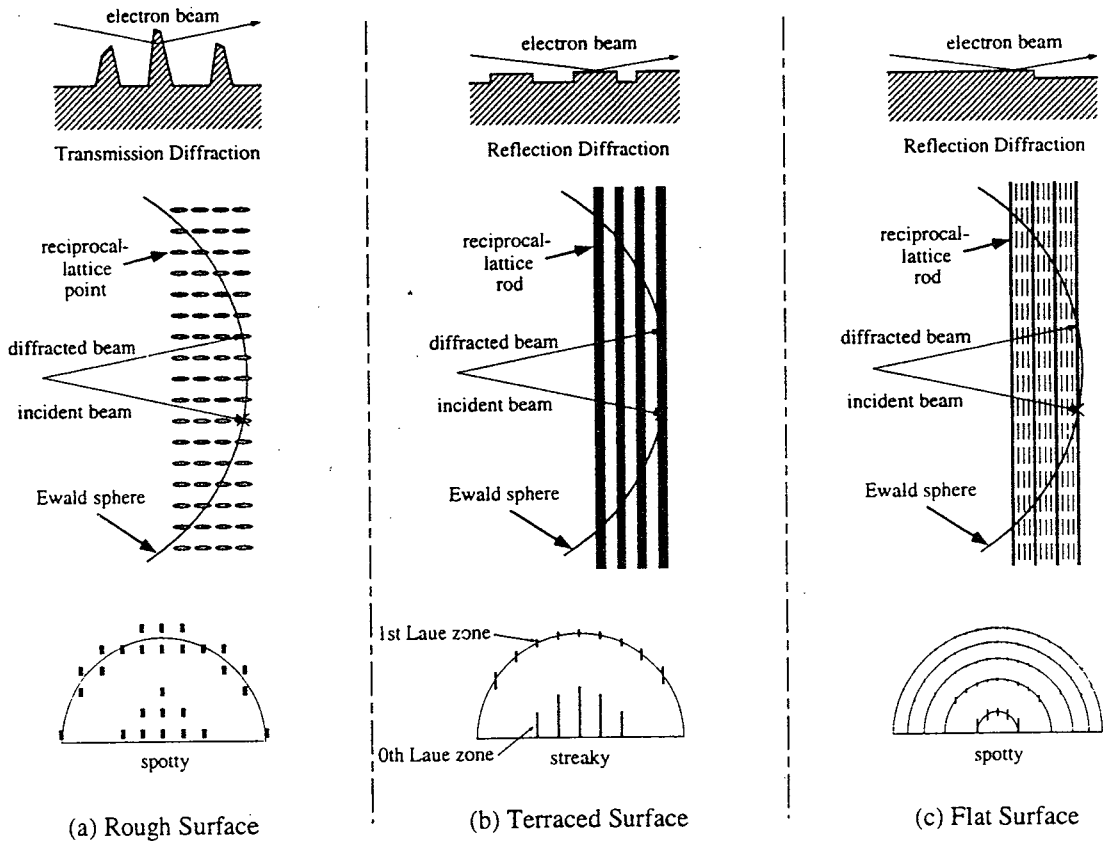 electron beam
Transmission Diffraction
reciprocal-
lattice
point
diffracted beam
incident beam
Ewald sphere
spotty
(a) Rough Surface
electron beam
Reflection Diffraction
reciprocal-
lattice
rod
diffracted beam
incident beam
Ewald sphere
1st Laue zone
0th Laue zone
streaky
(b) Terraced Surface
electron beam
Reflection Diffraction
reciprocal-
lattice
rod
diffracted beam
incident beam
Ewald sphere
spotty
(c) Flat Surface